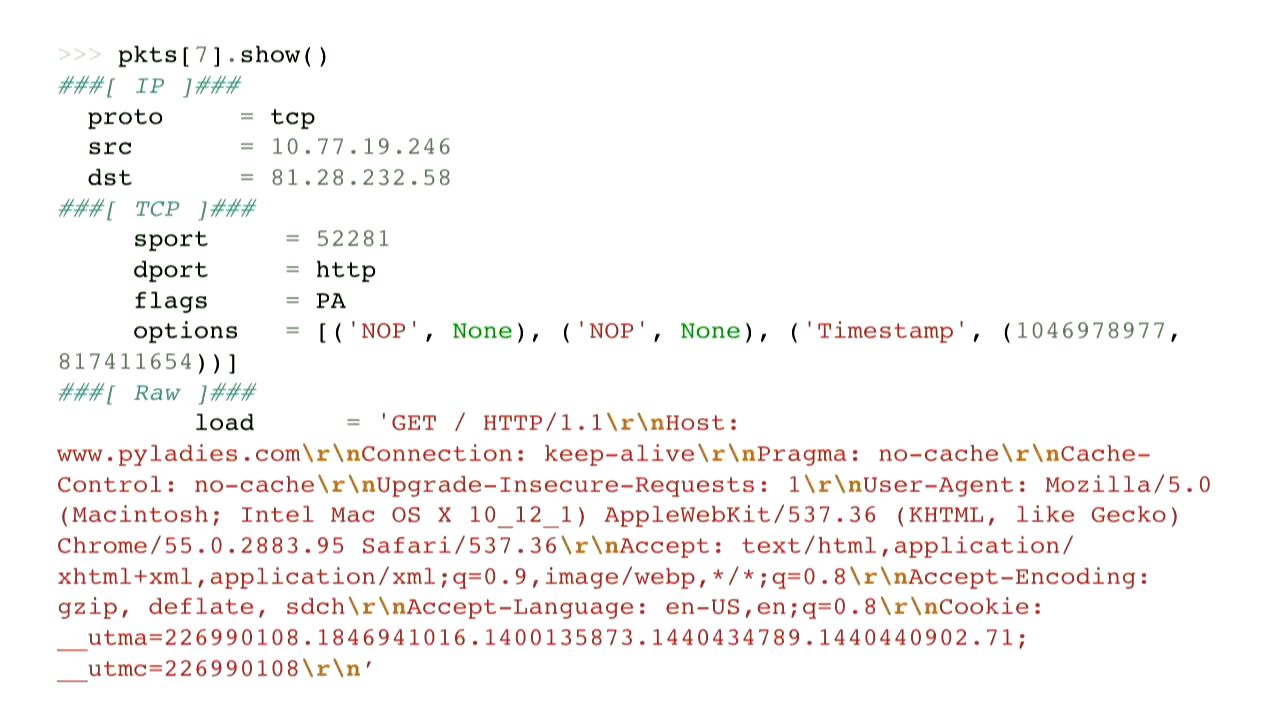 >>> pkts[7].show()
###[ IP ]###
  proto     = tcp
  src       = 10.77.19.246
  dst       = 81.28.232.58
###[ TCP ]###
     sport     = 52281
     dport     = http
     flags     = PA
     options   = [('NOP', None), ('NOP', None), ('Timestamp', (1046978977,
817411654))]
###[ Raw ]###
         load      = 'GET / HTTP/1.1\r\nHost:
www.pyladies.com\r\nConnection: keep-alive\r\nPragma: no-cache\r\nCache-
Control: no-cache\r\nUpgrade-Insecure-Requests: 1\r\nUser-Agent: Mozilla/5.0
(Macintosh; Intel Mac OS X 10_12_1) AppleWebKit/537.36 (KHTML, like Gecko)
Chrome/55.0.2883.95 Safari/537.36\r\nAccept: text/html,application/
xhtml+xml,application/xml;q=0.9,image/webp,*/*;q=0.8\r\nAccept-Encoding:
gzip, deflate, sdch\r\nAccept-Language: en-US,en;q=0.8\r\nCookie:
__utma=226990108.1846941016.1400135873.1440434789.1440440902.71;
__utmc=226990108\r\n’